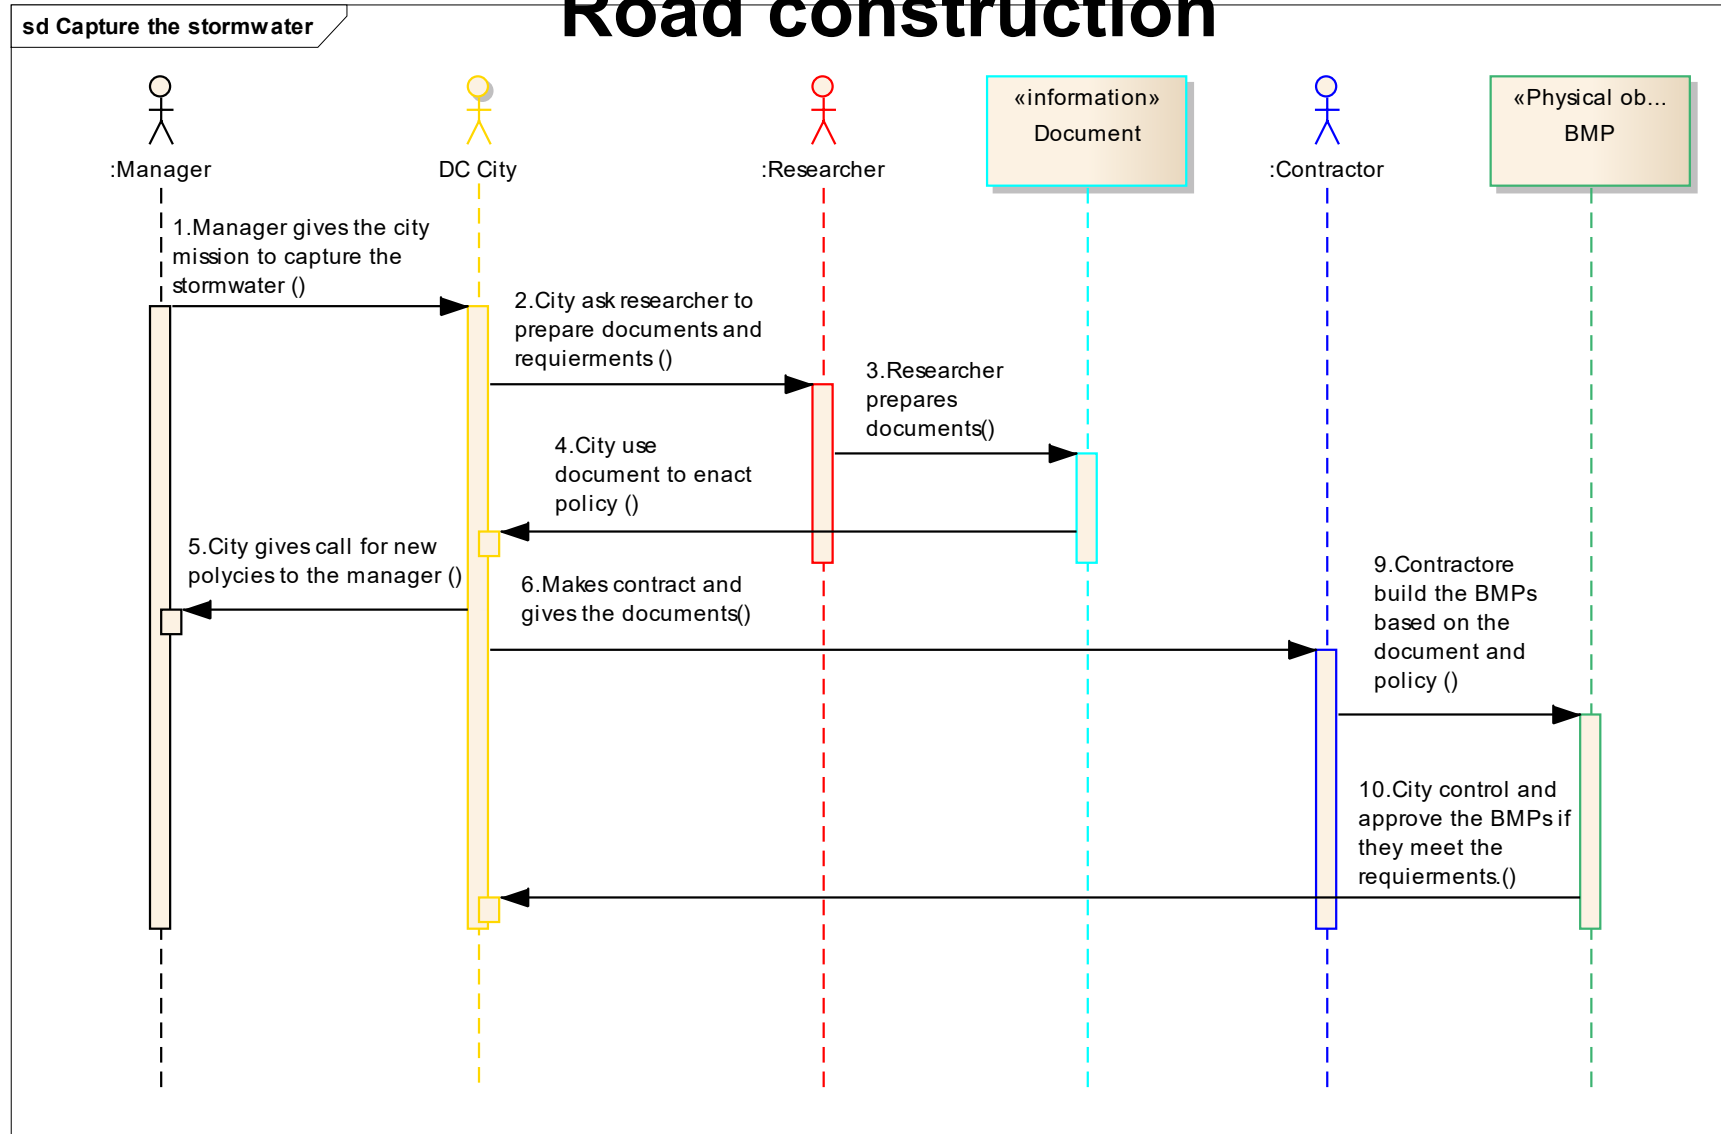 Road construction
sd Capture the stormwater
:Manager
DC City
:Researcher
«information»
Document
:Contractor
«Physical ob...
BMP
1.Manager gives the city
mission to capture the
stormwater ()
2.City ask researcher to
prepare documents and
requierments ()
3.Researcher
prepares
documents()
4.City use
document to enact
policy ()
5.City gives call for new
polycies to the manager ()
6.Makes contract and
gives the documents()
9.Contractore
build the BMPs
based on the
document and
policy ()
10.City control and
approve the BMPs if
they meet the
requierments.()